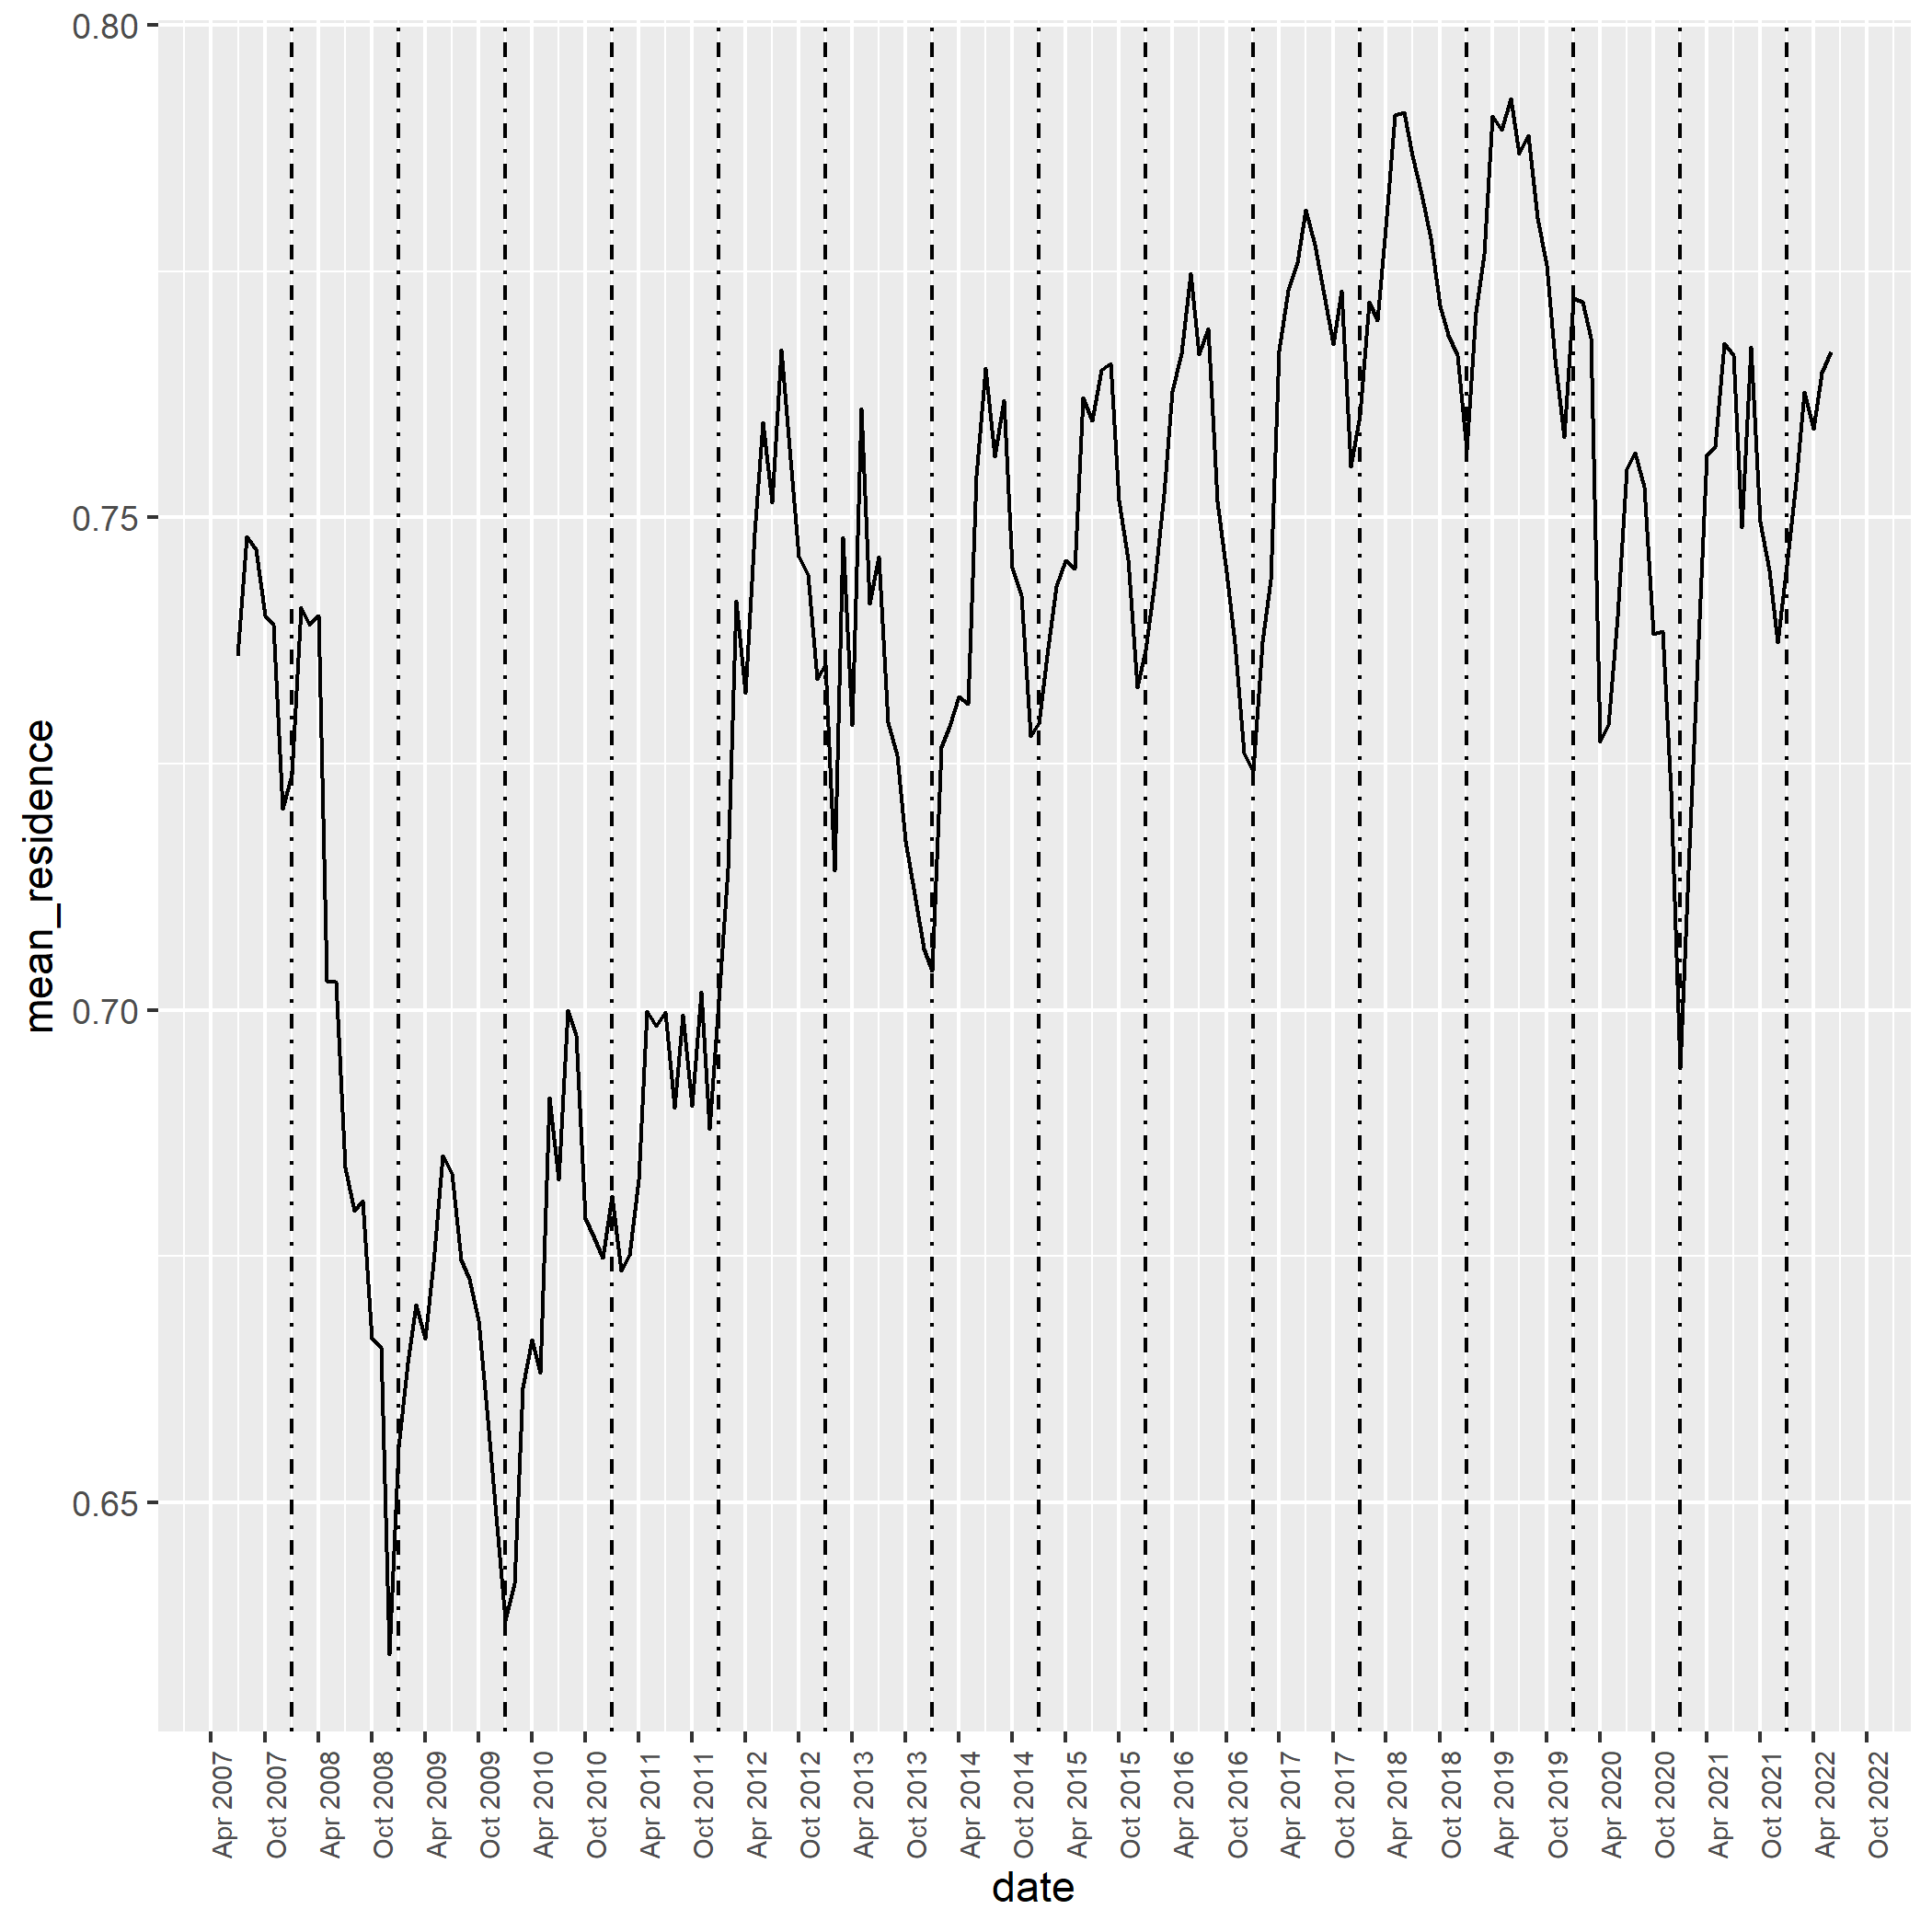 0.80
0.75
0.70
0.65
mean_residence
Apr 2007
Oct 2007
Apr 2008
Oct 2008
Apr 2009
Oct 2009
Apr 2010
Oct 2010
Apr 2011
Oct 2011
Apr 2012
Oct 2012
Apr 2013
Oct 2013
Apr 2014
Oct 2014
Apr 2015
Oct 2015
Apr 2016
Oct 2016
Apr 2017
Oct 2017
Apr 2018
Oct 2018
Apr 2019
Oct 2019
Apr 2020
Oct 2020
Apr 2021
Oct 2021
Apr 2022
Oct 2022
date